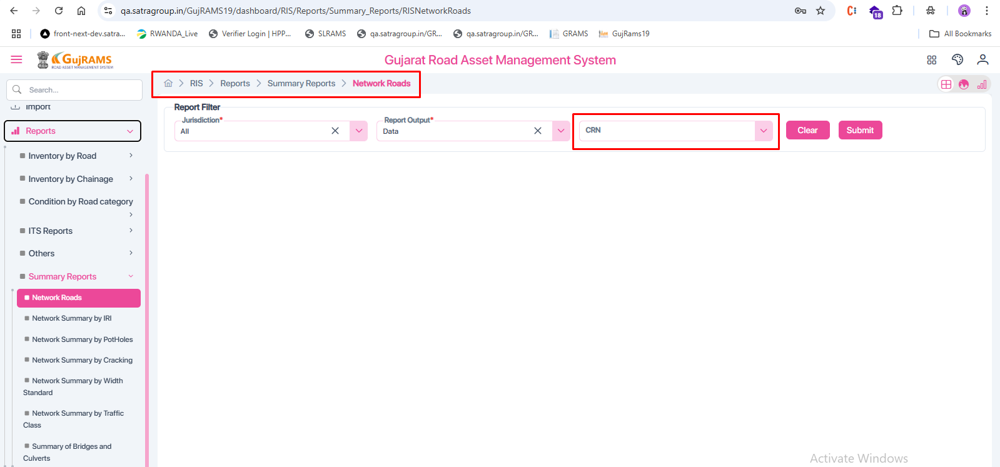 qa.satragroup.in/GujRAMS19/dashboard/RIS/Reports/Summary_Reports/RISNetworkRoads
18
front-next-dev.satra...
RWANDA_Live
Verifier Login | HPP...
SLRAMS
qa.satragroup.in/GR...
qa.satragroup.in/GR...
GRAMS
GujRams19
All Bookmarks
GujRAMS
ROAD ASSET MANAGEMENT SYSTEM
Gujarat Road Asset Management System
Search...
RIS
Reports
Summary Reports
Network Roads
Import
Reports
Inventory by Road
Inventory by Chainage
Condition by Road category
ITS Reports
Others
Summary Reports
Network Roads
Network Summary by IRI
Network Summary by PotHoles
Network Summary by Cracking
Network Summary by Width
Standard
Network Summary by Traffic
Class
Summary of Bridges and
Culverts
Report Filter
Jurisdiction*
All
Report Output*
Data
CRN
Clear
Submit
Activate Windows